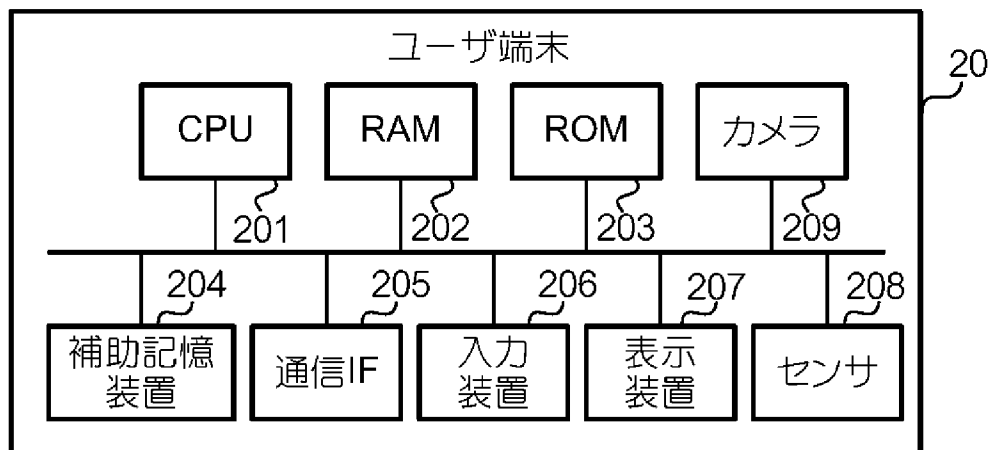 ユーザ端末
20
CPU
RAM
ROM
カメラ
201
202
203
209
204
205
206
207
208
補助記憶
装置
通信IF
入力
装置
表示
装置
センサ